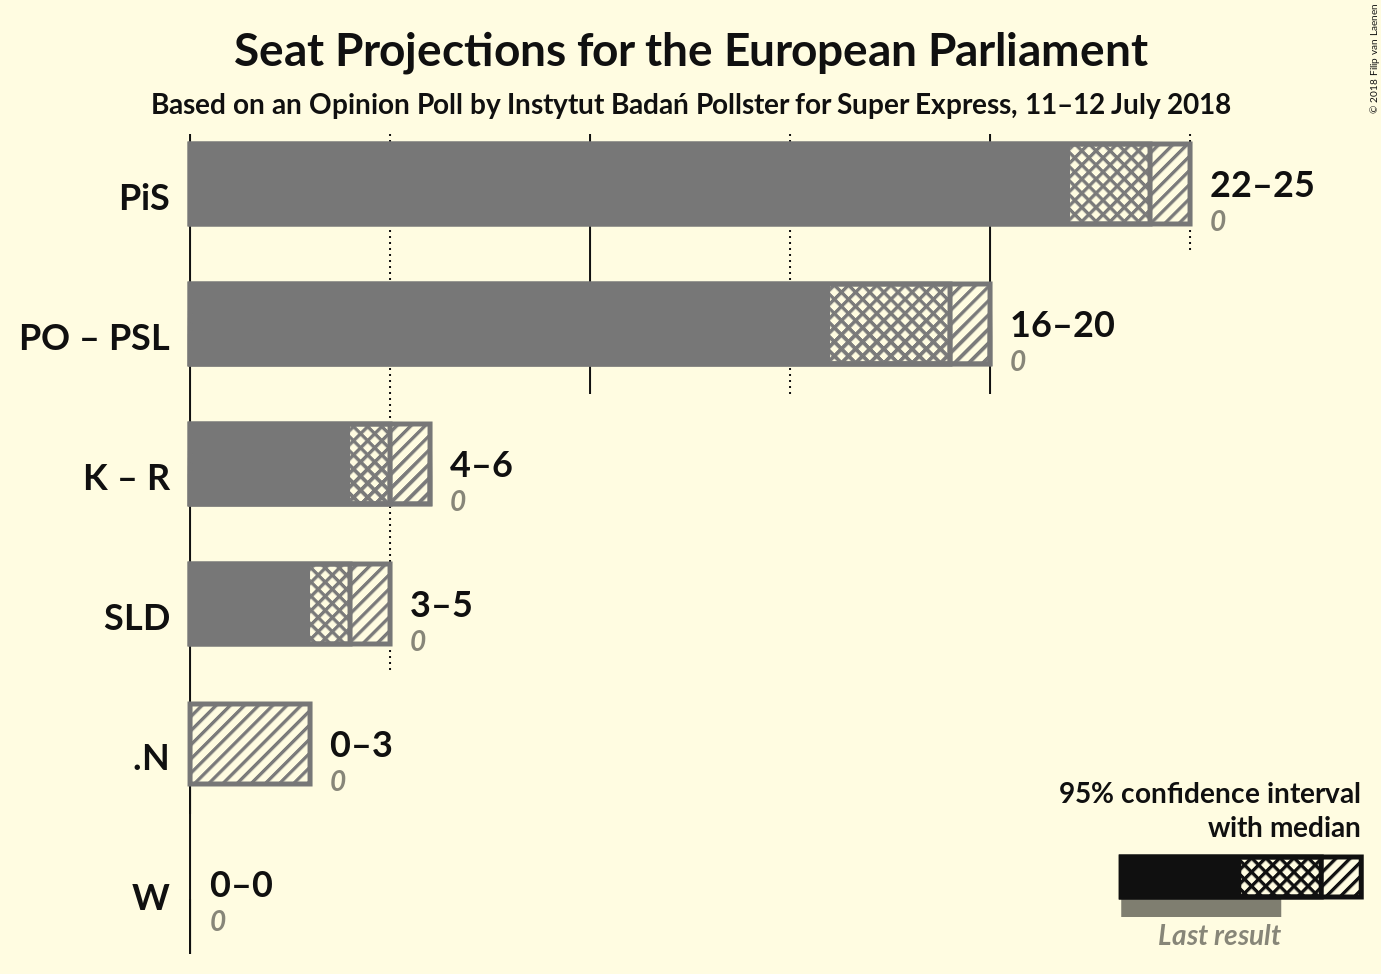 Seat Projections for the European Parliament
Based on an Opinion Poll by Instytut Badań Pollster for Super Express, 11–12 July 2018
© 2018 Filip van Laenen
PiS
22–25
0
PO – PSL
16–20
0
K – R
4–6
0
SLD
3–5
0
.N
0–3
0
W
0–0
0
95% confidence interval
with median
Last result